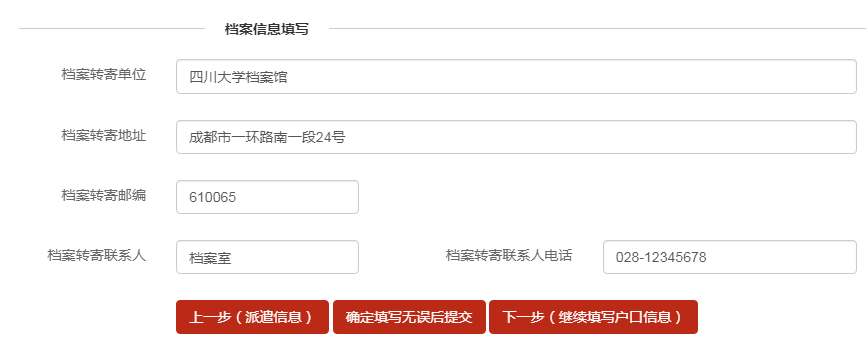 档案信息填写
档案转寄单位 四川大学档案馆
档案转寄地址 成都市一环路南一段24号
档案转寄邮编 610065
档案转寄联系人 档案室 档案转寄联系人电话 028-12345678
上一步（派遣信息） 确定填写无误后提交 下一步（继续填写户口信息）